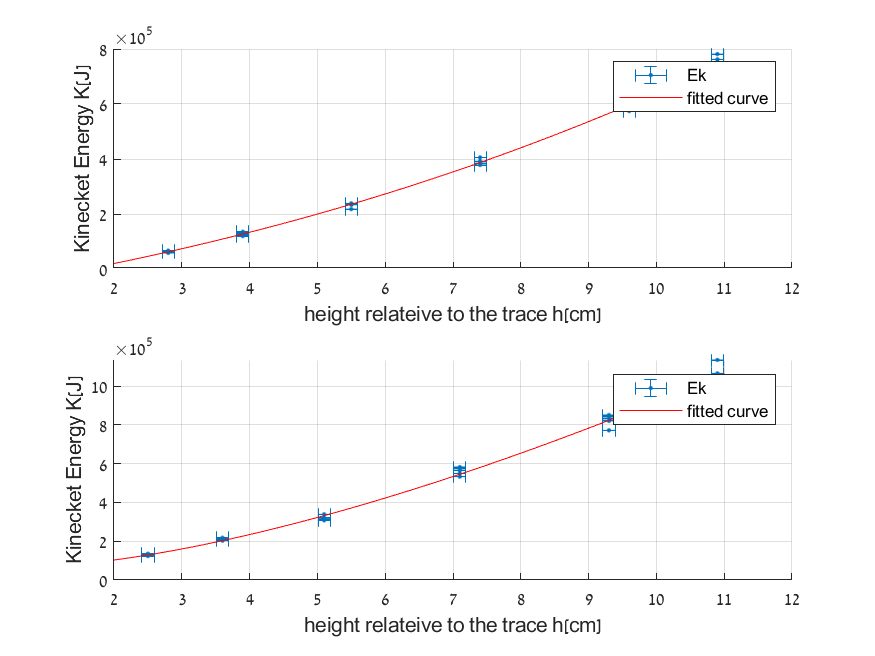 ×10^5
Kinecket Energy K[J]
8
6
4
2
0
Ek
fitted curve
2 3 4 5 6 7 8 9 10 11 12
height relateive to the trace h[cm]
×10^5
Kinecket Energy K[J]
10
8
6
4
2
0
Ek
fitted curve
2 3 4 5 6 7 8 9 10 11 12
height relateive to the trace h[cm]